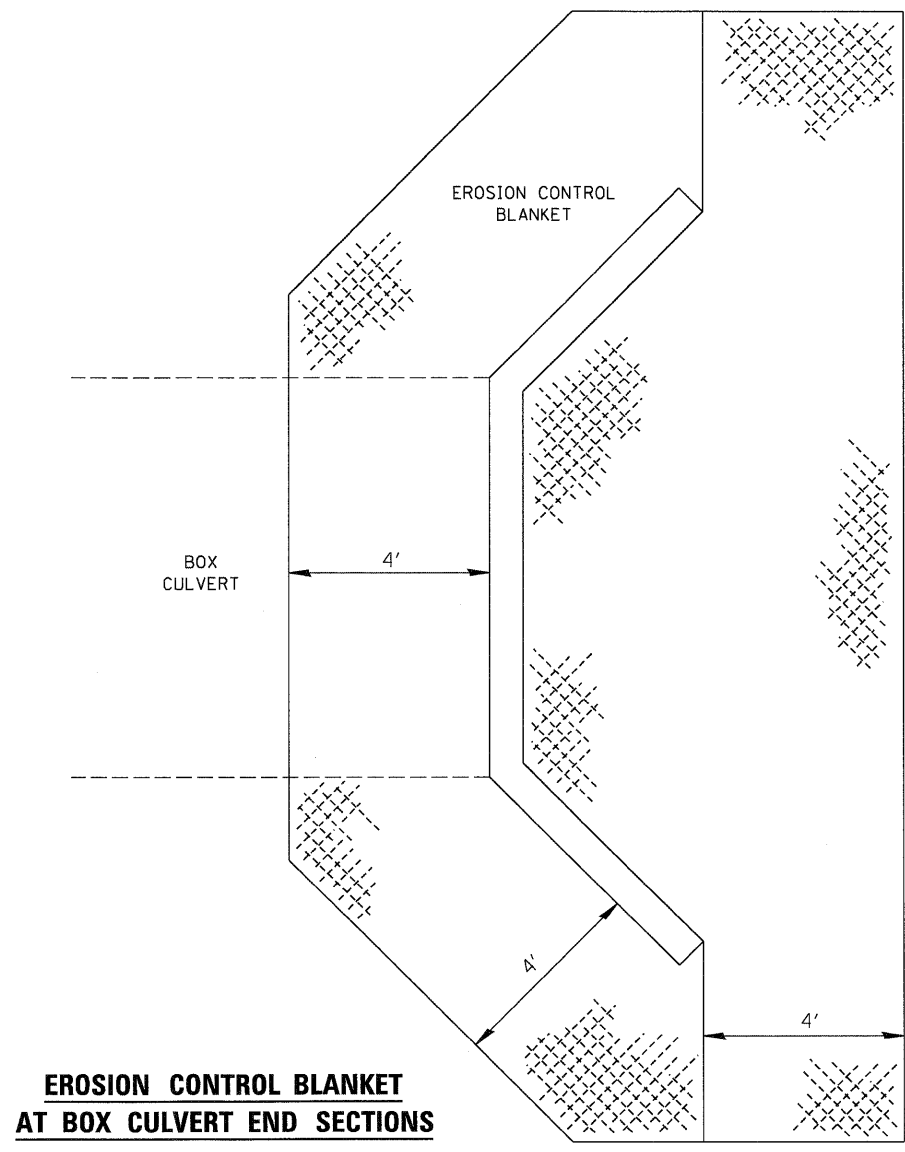 EROSION CONTROL
BLANKET
BOX
CULVERT
4'
4'
4'
EROSION CONTROL BLANKET
AT BOX CULVERT END SECTIONS